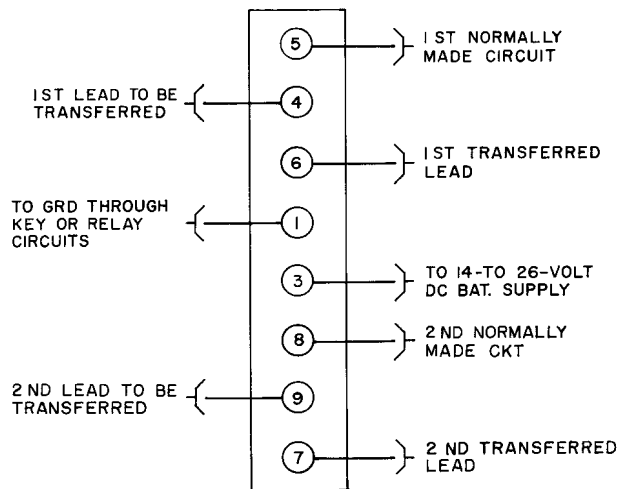 5
1ST NORMALLY
MADE CIRCUIT
1ST LEAD TO BE
TRANSFERRED
4
6
1ST TRANSFERRED
LEAD
TO GRD THROUGH
KEY OR RELAY
CIRCUITS
1
3
TO 14-TO 26-VOLT
DC BAT. SUPPLY
8
2ND NORMALLY
MADE CKT
2ND LEAD TO BE
TRANSFERRED
9
7
2ND TRANSFERRED
LEAD